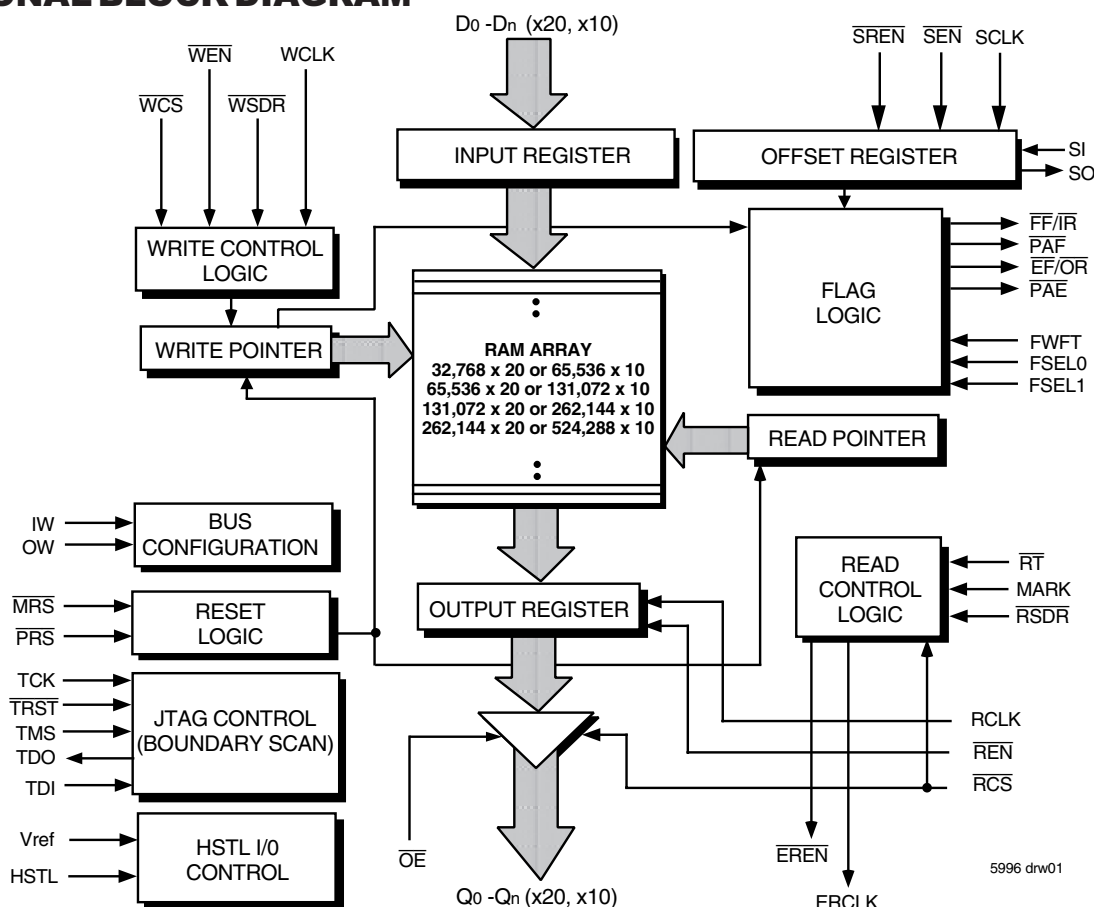 ONAL BLOCK DIAGRAM
D0 -Dn (x20, x10)
WEN
WCLK
WCS
WSDR
SREN
SEN
SCLK
INPUT REGISTER
OFFSET REGISTER
SI
SO
WRITE CONTROL
LOGIC
FLAG
LOGIC
FF/IR
PAF
EF/OR
PAE
FWFT
FSEL0
FSEL1
WRITE POINTER
RAM ARRAY
32,768 x 20 or 65,536 x 10
65,536 x 20 or 131,072 x 10
131,072 x 20 or 262,144 x 10
262,144 x 20 or 524,288 x 10
READ POINTER
IW
OW
BUS
CONFIGURATION
MRS
PRS
RESET
LOGIC
OUTPUT REGISTER
READ
CONTROL
LOGIC
RT
MARK
RSDR
TCK
TRST
TMS
TDO
TDI
JTAG CONTROL
(BOUNDARY SCAN)
RCLK
REN
RCS
Vref
HSTL
HSTL I/0
CONTROL
OE
EREN
5996 drw01
Q0 -Qn (x20, x10)
ERCLK